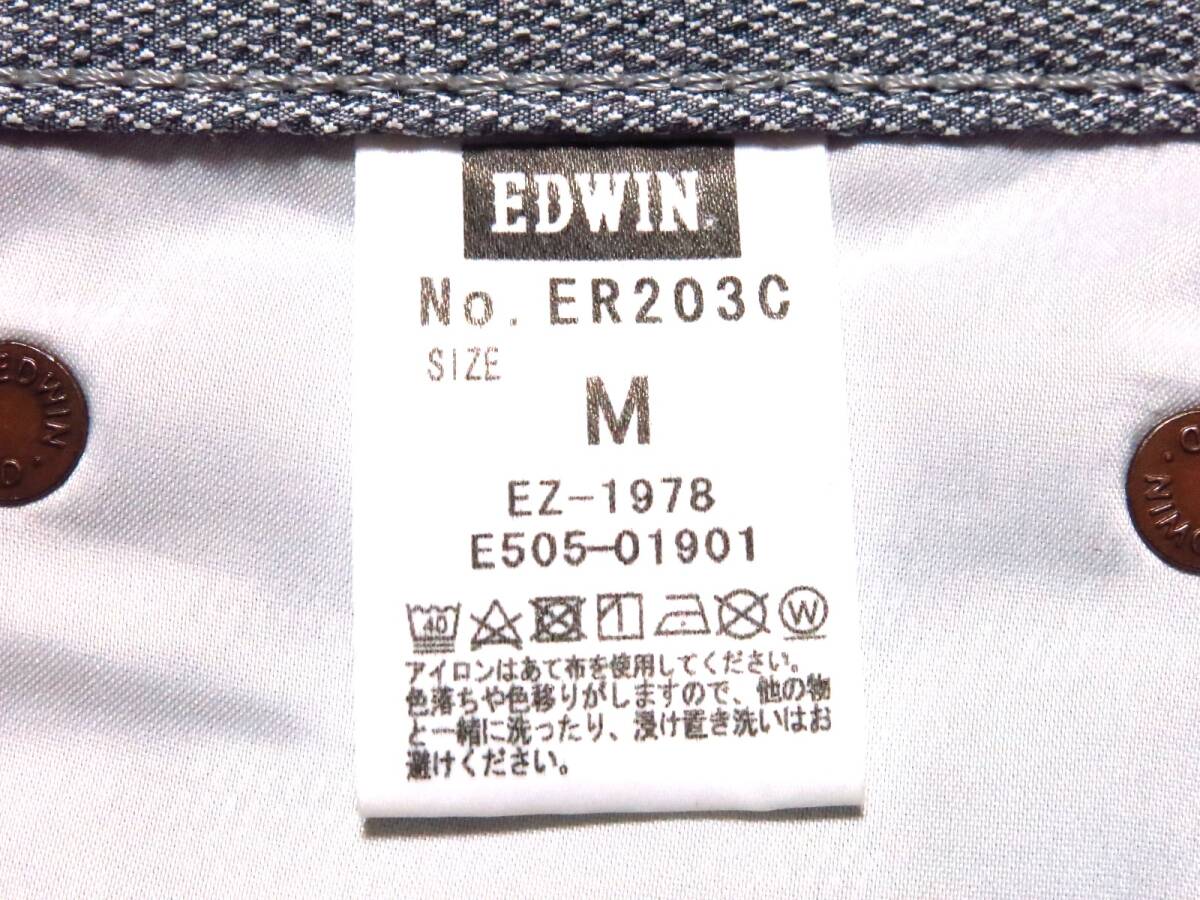 EDWIN.
No. ER203C
SIZE
M
EZ-1978
E505-01901
40 W
アイロンはあて布を使用してください。
色落ちや色移りがしますので、他の物
と一緒に洗ったり、浸け置き洗いはお
避けください。
EDWIN.